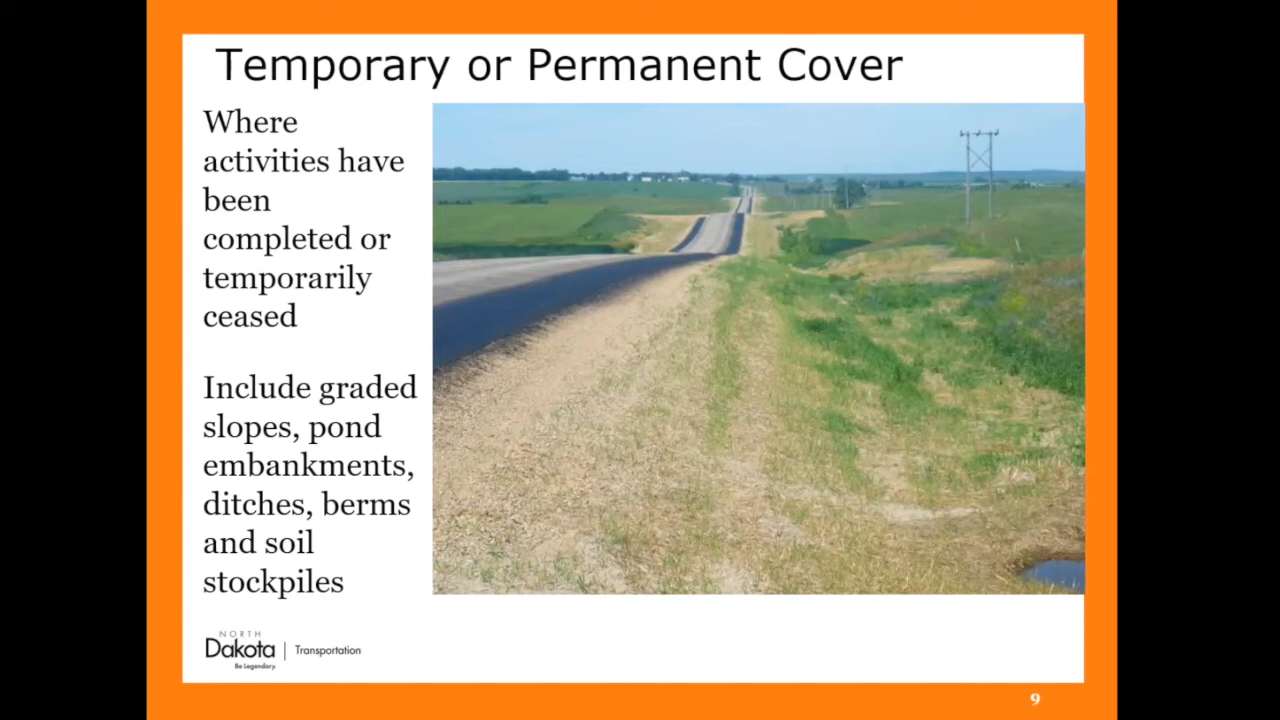 Temporary or Permanent Cover
Where
activities have
been
completed or
temporarily
ceased
Include graded
slopes, pond
embankments,
ditches, berms
and soil
stockpiles
NORTH
Dakota | Transportation
Be Legendary.
9